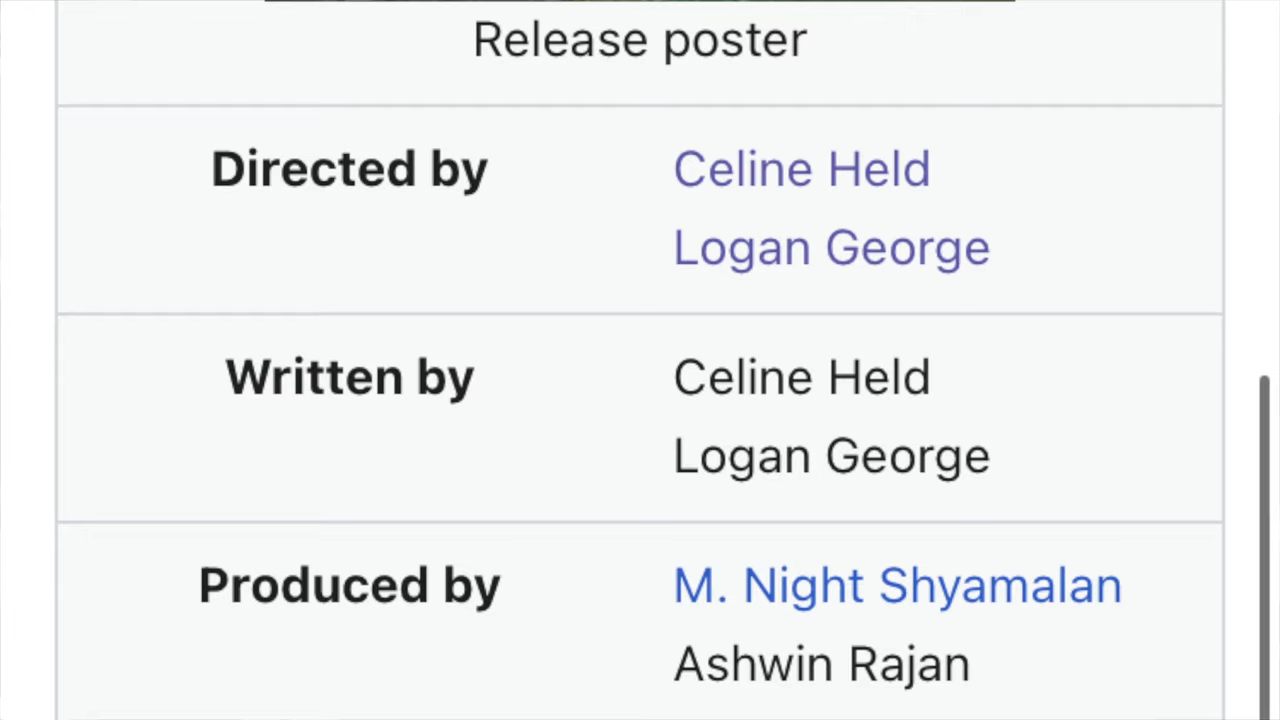 Release poster
Directed by
Celine Held
Logan George
Written by
Celine Held
Logan George
Produced by
M. Night Shyamalan
Ashwin Rajan